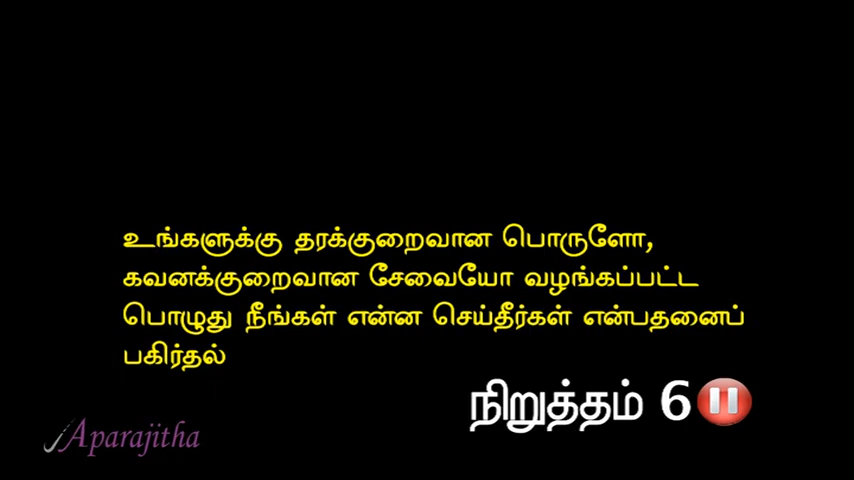 உங்களுக்கு தரக்குறைவான பொருளோ,
கவனக்குறைவான சேவையோ வழங்கப்பட்ட
பொழுது நீங்கள் என்ன செய்தீர்கள் என்பதனைப்
பகிர்தல்
நிறுத்தம் 6
Aparajitha